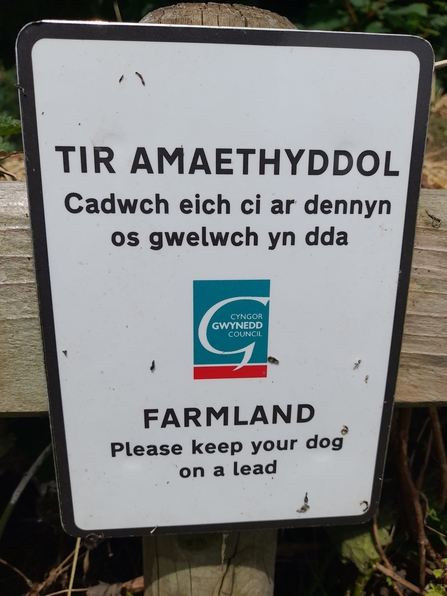 TIR AMAETHYDDOL
Cadwch eich ci ar dennyn
os gwelwch yn dda
CYNGOR
GWYNEDD
COUNCIL
FARMLAND
Please keep your dog
on a lead